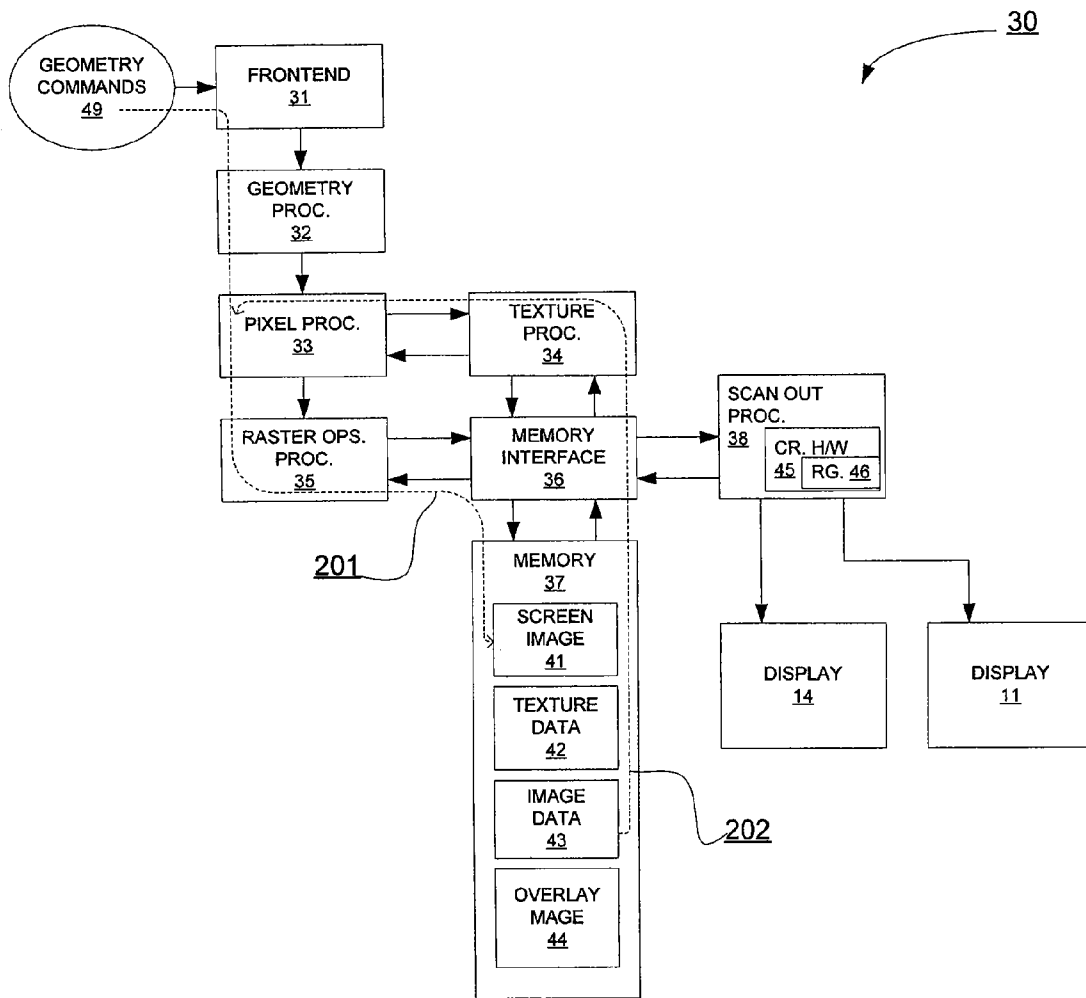 30
GEOMETRY
COMMANDS
49
FRONTEND
31
GEOMETRY
PROC.
32
PIXEL PROC.
33
TEXTURE
PROC.
34
RASTER OPS.
PROC.
35
MEMORY
INTERFACE
36
SCAN OUT
PROC.
38
CR. H/W
45
RG. 46
201
MEMORY
37
SCREEN
IMAGE
41
TEXTURE
DATA
42
IMAGE
DATA
43
OVERLAY
MAGE
44
202
DISPLAY
14
DISPLAY
11